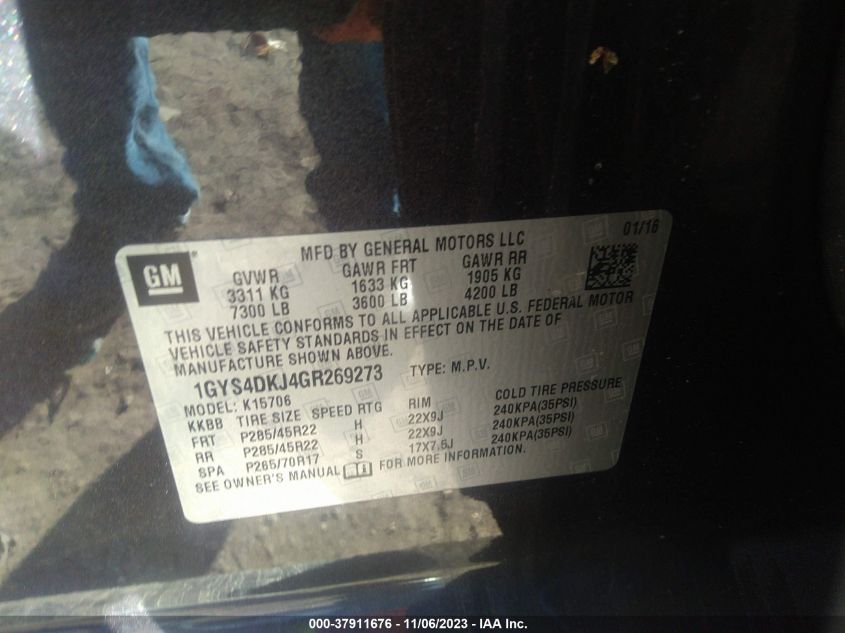 01/16
MFD BY GENERAL MOTORS LLC
GM
GVWR GAWR FRT GAWR RR
3311 KG 1633 KG 1905 KG
7300 LB 3600 LB 4200 LB
THIS VEHICLE CONFORMS TO ALL APPLICABLE U.S. FEDERAL MOTOR
VEHICLE SAFETY STANDARDS IN EFFECT ON THE DATE OF
MANUFACTURE SHOWN ABOVE.
1GYS4DKJ4GR269273 TYPE: M.P.V.
MODEL: K15706
KKBB TIRE SIZE SPEED RTG RIM COLD TIRE PRESSURE
FRT P285/45R22 H 22X9J 240KPA(35PSI)
RR P285/45R22 H 22X9J 240KPA(35PSI)
SPA P265/70R17 S 17X7.5J 240KPA(35PSI)
SEE OWNER'S MANUAL FOR MORE INFORMATION.
000-37911676 - 11/06/2023 - IAA Inc.